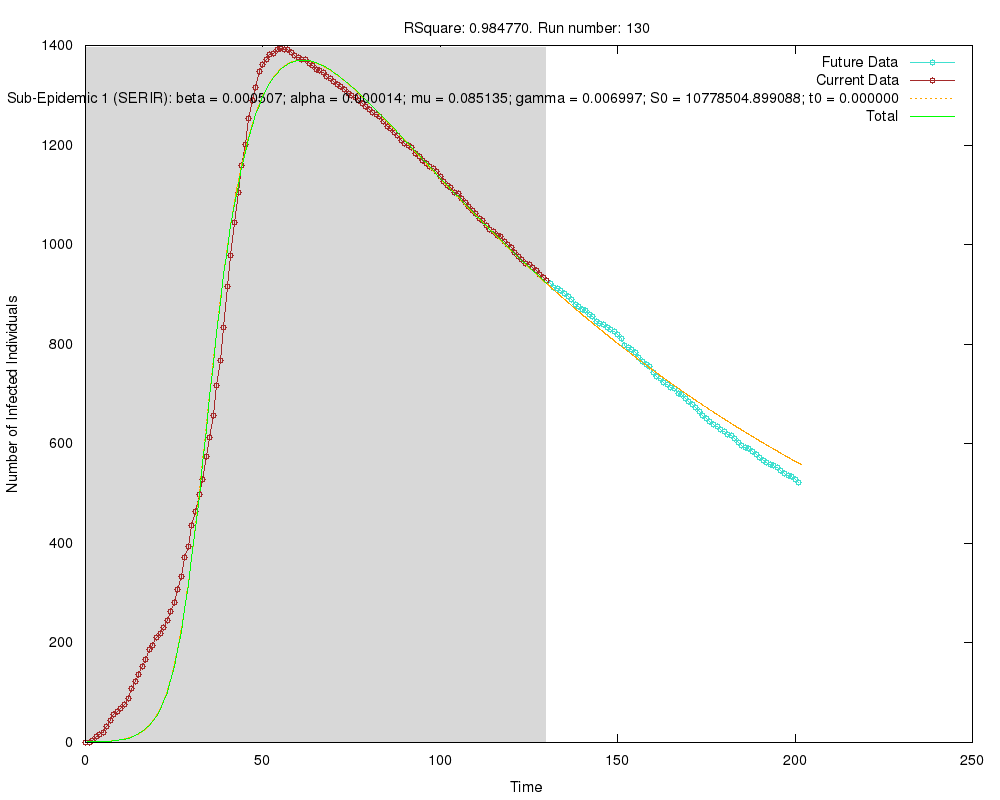 RSquare: 0.984770. Run number: 130
1400
1200
1000
800
600
400
200
0
Number of Infected Individuals
Future Data
Current Data
Sub-Epidemic 1 (SERIR): beta = 0.000507; alpha = 0.000014; mu = 0.085135; gamma = 0.006997; S0 = 10778504.899088; t0 = 0.000000
Total
0 50 100 150 200 250
Time